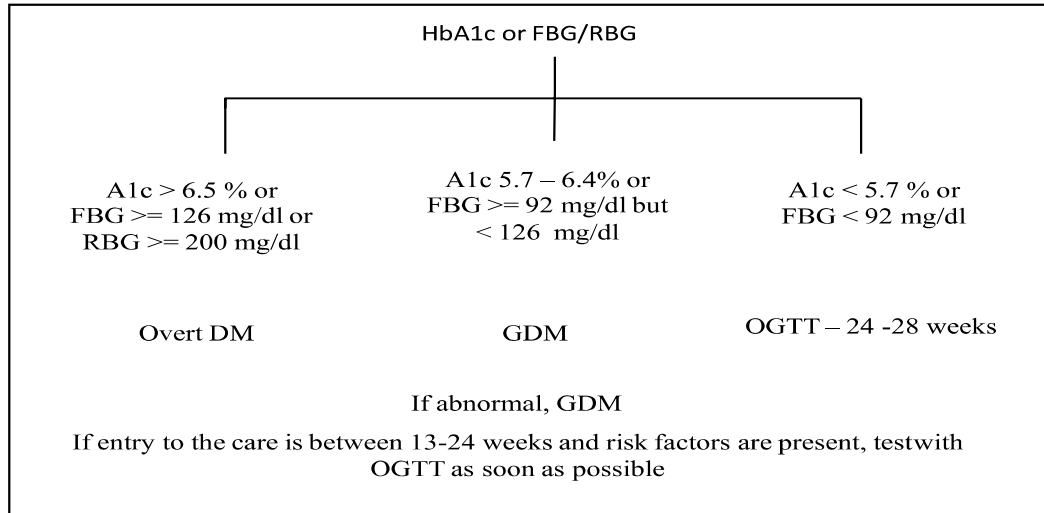 HbA1c or FBG/RBG
A1c > 6.5 % or
FBG >= 126 mg/dl or
RBG >= 200 mg/dl
A1c 5.7 – 6.4% or
FBG >= 92 mg/dl but
< 126 mg/dl
A1c < 5.7 % or
FBG < 92 mg/dl
Overt DM
GDM
OGTT – 24 -28 weeks
If abnormal, GDM
If entry to the care is between 13-24 weeks and risk factors are present, testwith
OGTT as soon as possible